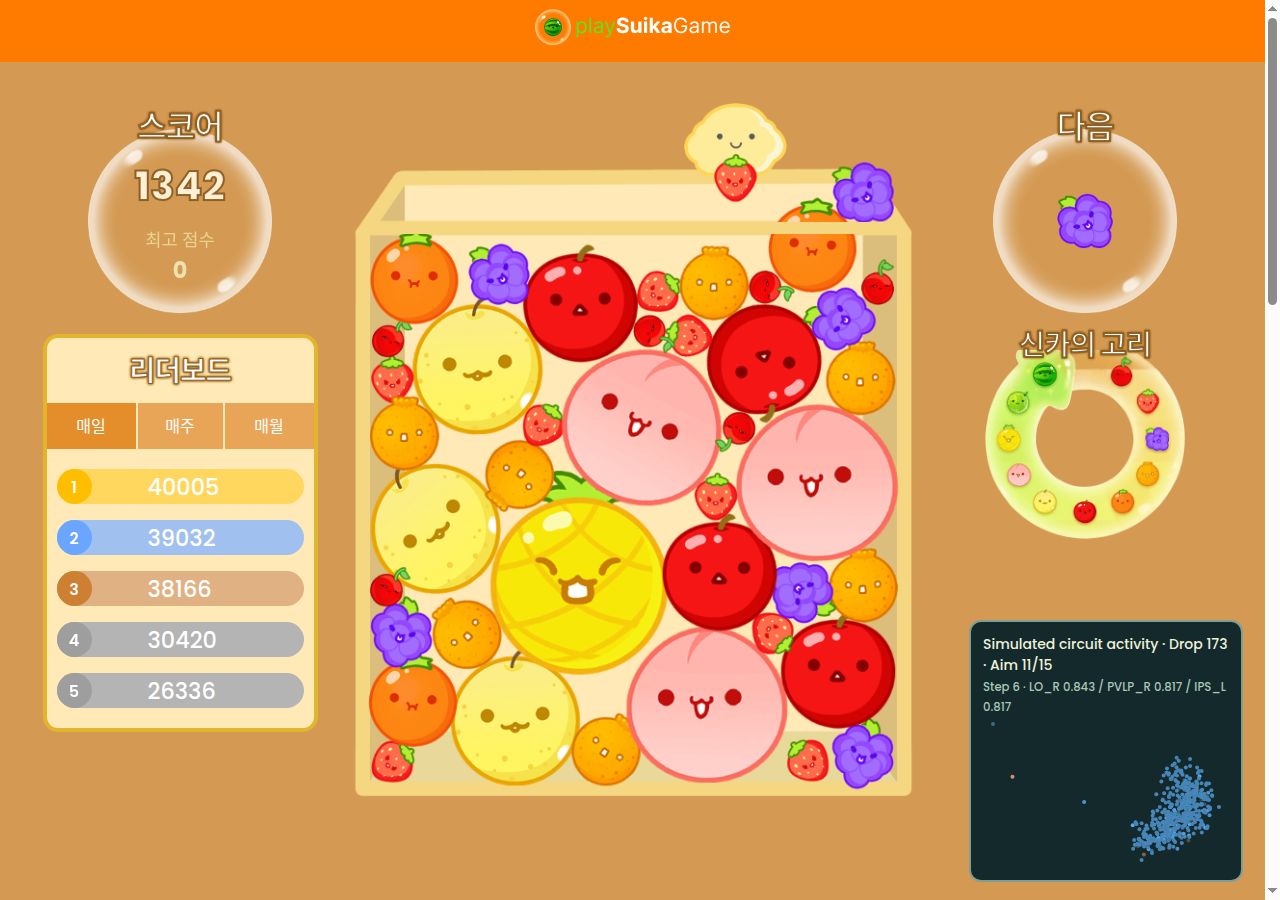 playSuikaGame
스코어
1342
최고 점수
0
리더보드
매일 매주 매월
1 40005
2 39032
3 38166
4 30420
5 26336
다음
신카의 고리
Simulated circuit activity · Drop 173
· Aim 11/15
Step 6 · LO_R 0.843 / PVLP_R 0.817 / IPS_L
0.817